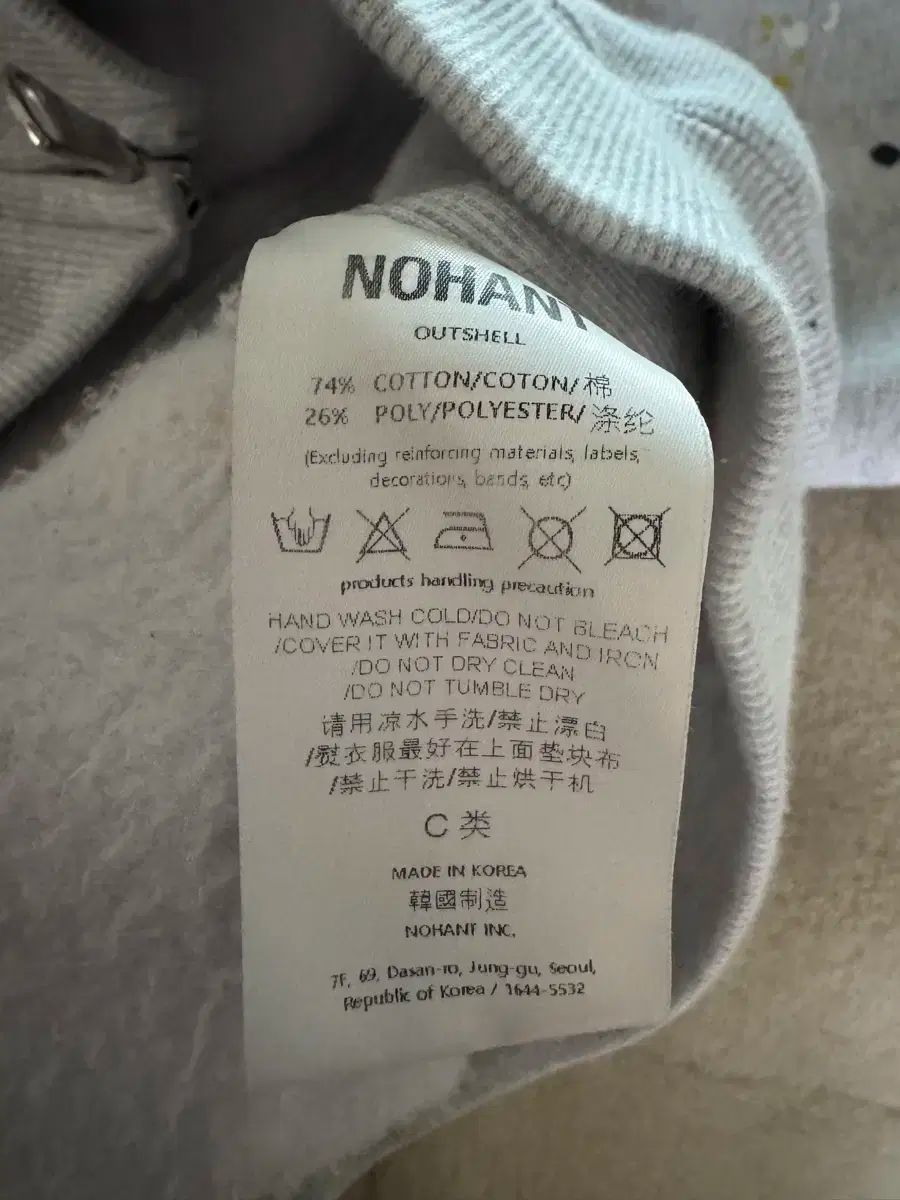 NOHANT
OUTSHELL
74% COTTON/COTON/棉
26% POLY/POLYESTER/涤纶
(Excluding reinforcing materials, labels,
decorations, bands, etc)
products handling precaution
HAND WASH COLD/DO NOT BLEACH
/COVER IT WITH FABRIC AND IRON
/DO NOT DRY CLEAN
/DO NOT TUMBLE DRY
请用凉水手洗/禁止漂白
/熨衣服最好在上面垫块布
/禁止干洗/禁止烘干机
C 类
MADE IN KOREA
韓國制造
NOHANT INC.
7F, 69, Dasan-ro, Jung-gu, Seoul,
Republic of Korea / 1644-5532